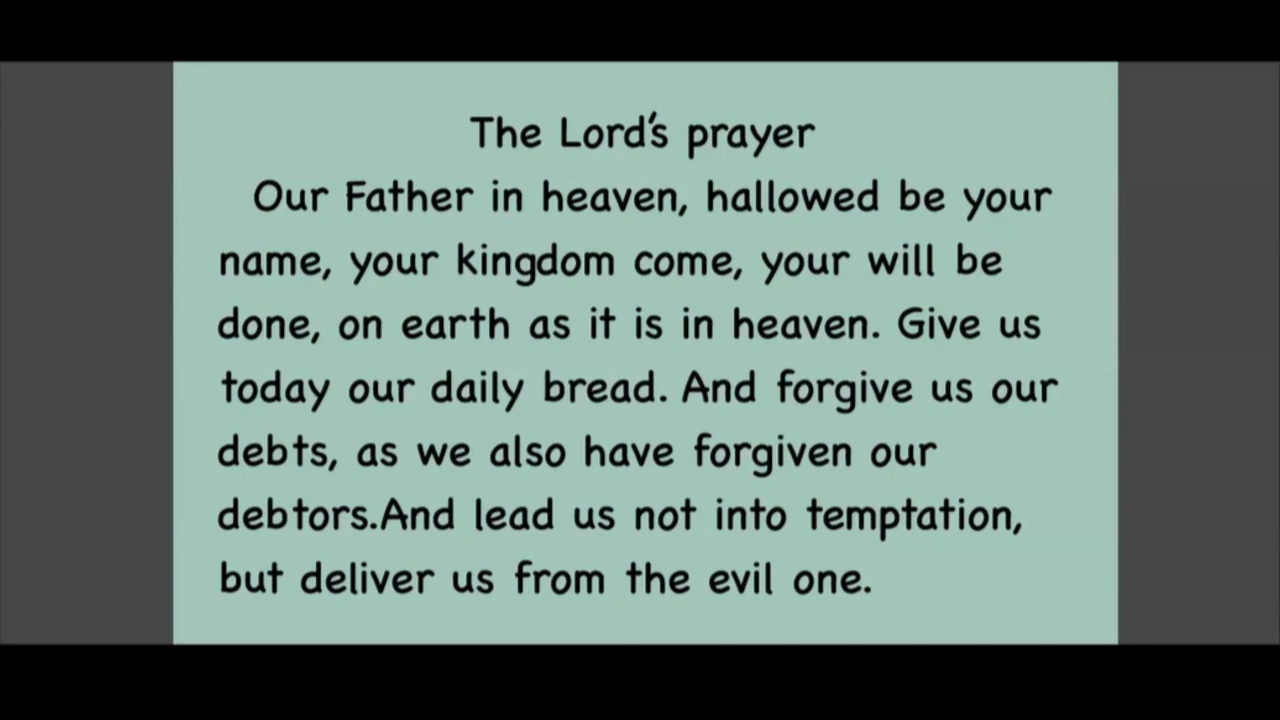 The Lord's prayer
Our Father in heaven, hallowed be your
name, your kingdom come, your will be
done, on earth as it is in heaven. Give us
today our daily bread. And forgive us our
debts, as we also have forgiven our
debtors.And lead us not into temptation,
but deliver us from the evil one.